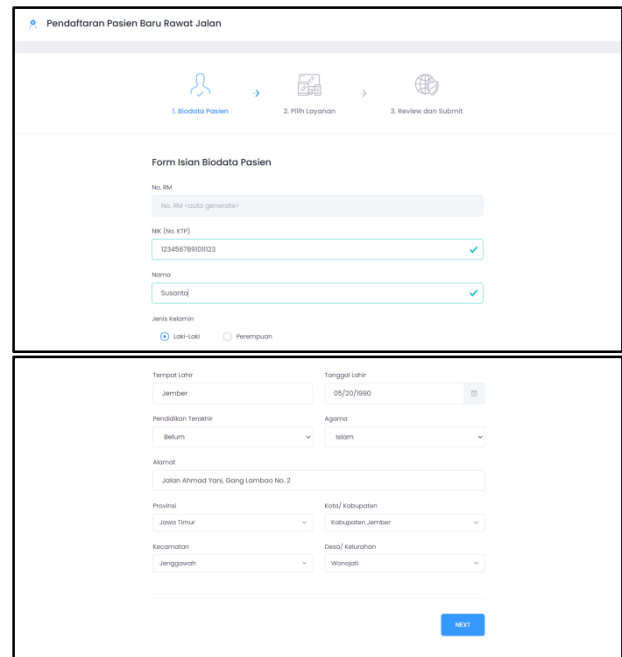 Pendaftaran Pasien Baru Rawat Jalan
1. Biodata Pasien
2. Pilih Layanan
3. Review dan Submit
Form Isian Biodata Pasien
No. RM
No. RM <auto generate>
NIK (No. KTP)
1234567891011123
Nama
Susanto
Jenis Kelamin
Laki-Laki Perempuan
Tempat Lahir Tanggal Lahir
Jember 05/20/1990
Pendidikan Terakhir Agama
Belum Islam
Alamat
Jalan Ahmad Yani, Gang Lambao No. 2
Provinsi Kota/ Kabupaten
Jawa Timur Kabupaten Jember
Kecamatan Desa/ Kelurahan
Jenggawah Wonojati
NEXT